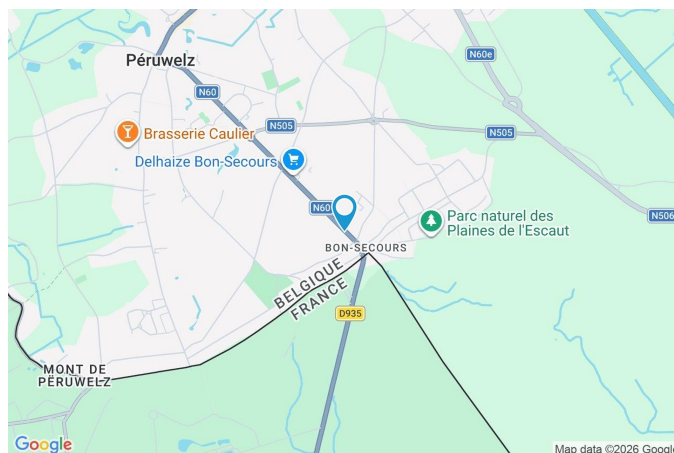 Péruwelz
N60
N60e
N505
N505
Brasserie Caulier
Delhaize Bon-Secours
N60
Parc naturel des
Plaines de l'Escaut
N506
BON-SECOURS
BELGIQUE
FRANCE
D935
MONT DE
PÉRUWELZ
Google
Map data ©2026 Google